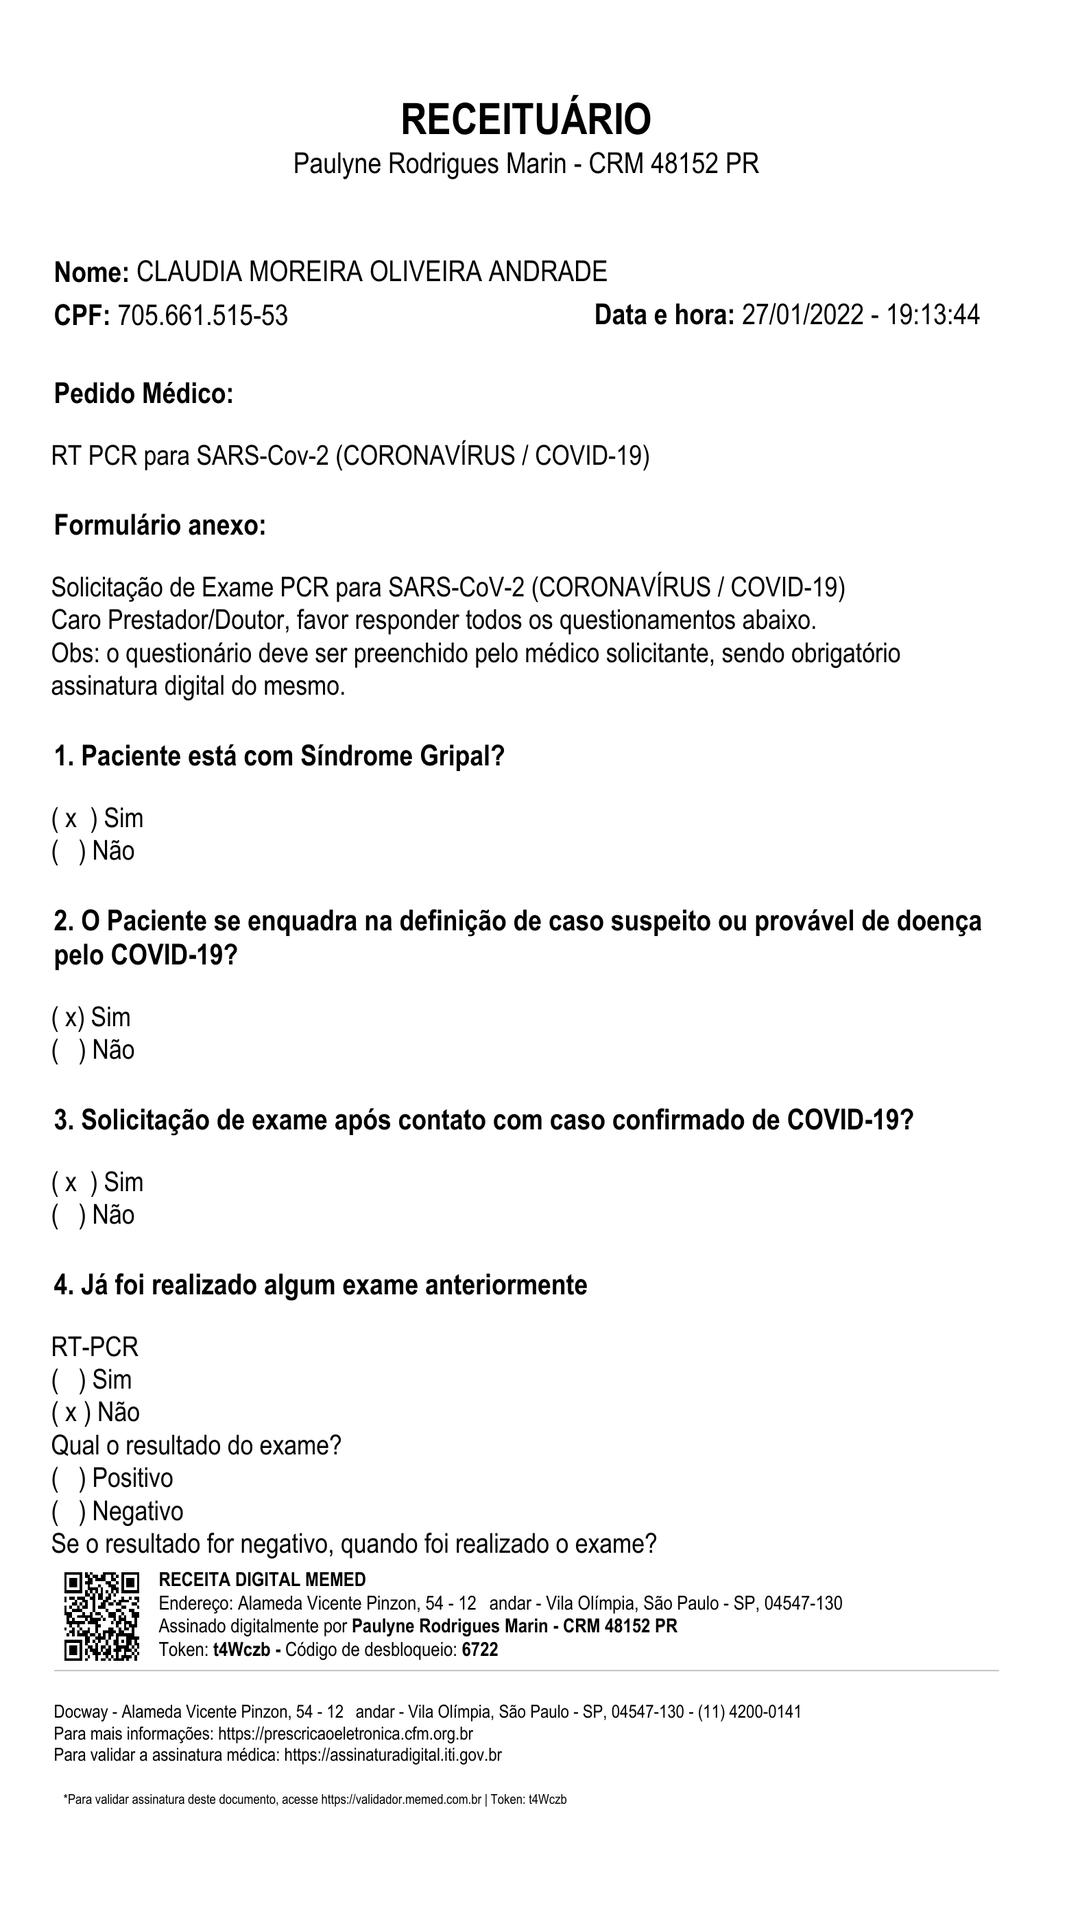 RECEITUÁRIO
Paulyne Rodrigues Marin - CRM 48152 PR
Nome: CLAUDIA MOREIRA OLIVEIRA ANDRADE
CPF: 705.661.515-53 Data e hora: 27/01/2022 - 19:13:44
Pedido Médico:
RT PCR para SARS-Cov-2 (CORONAVÍRUS / COVID-19)
Formulário anexo:
Solicitação de Exame PCR para SARS-CoV-2 (CORONAVÍRUS / COVID-19)
Caro Prestador/Doutor, favor responder todos os questionamentos abaixo.
Obs: o questionário deve ser preenchido pelo médico solicitante, sendo obrigatório
assinatura digital do mesmo.
1. Paciente está com Síndrome Gripal?
( x  ) Sim
(   ) Não
2. O Paciente se enquadra na definição de caso suspeito ou provável de doença
pelo COVID-19?
( x) Sim
(   ) Não
3. Solicitação de exame após contato com caso confirmado de COVID-19?
( x  ) Sim
(   ) Não
4. Já foi realizado algum exame anteriormente
RT-PCR
(   ) Sim
( x ) Não
Qual o resultado do exame?
(   ) Positivo
(   ) Negativo
Se o resultado for negativo, quando foi realizado o exame?
RECEITA DIGITAL MEMED
Endereço: Alameda Vicente Pinzon, 54 - 12   andar - Vila Olímpia, São Paulo - SP, 04547-130
Assinado digitalmente por Paulyne Rodrigues Marin - CRM 48152 PR
Token: t4Wczb - Código de desbloqueio: 6722
Docway - Alameda Vicente Pinzon, 54 - 12   andar - Vila Olímpia, São Paulo - SP, 04547-130 - (11) 4200-0141
Para mais informações: https://prescricaoeletronica.cfm.org.br
Para validar a assinatura médica: https://assinaturadigital.iti.gov.br
*Para validar assinatura deste documento, acesse https://validador.memed.com.br | Token: t4Wczb